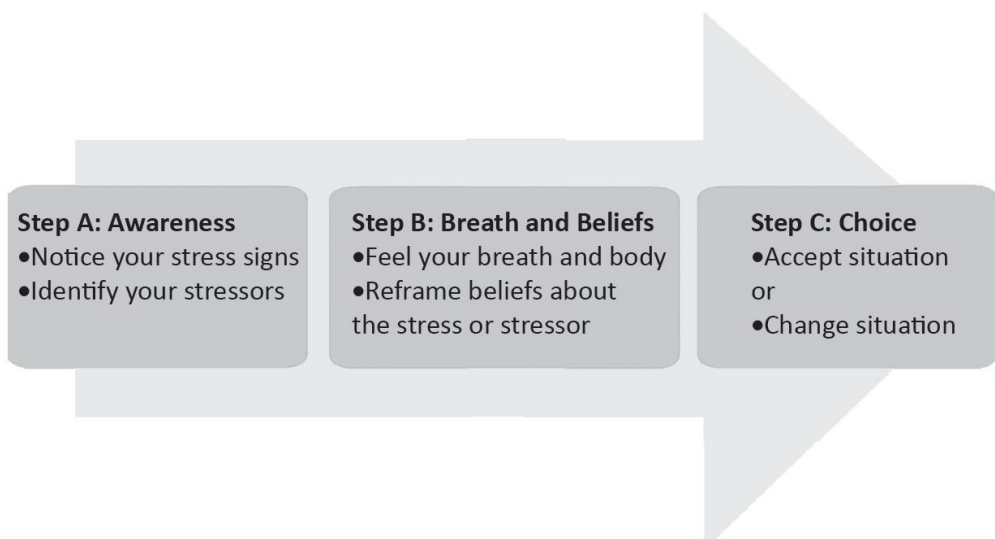 Step A: Awareness
•Notice your stress signs
•Identify your stressors
Step B: Breath and Beliefs
•Feel your breath and body
•Reframe beliefs about
the stress or stressor
Step C: Choice
•Accept situation
or
•Change situation